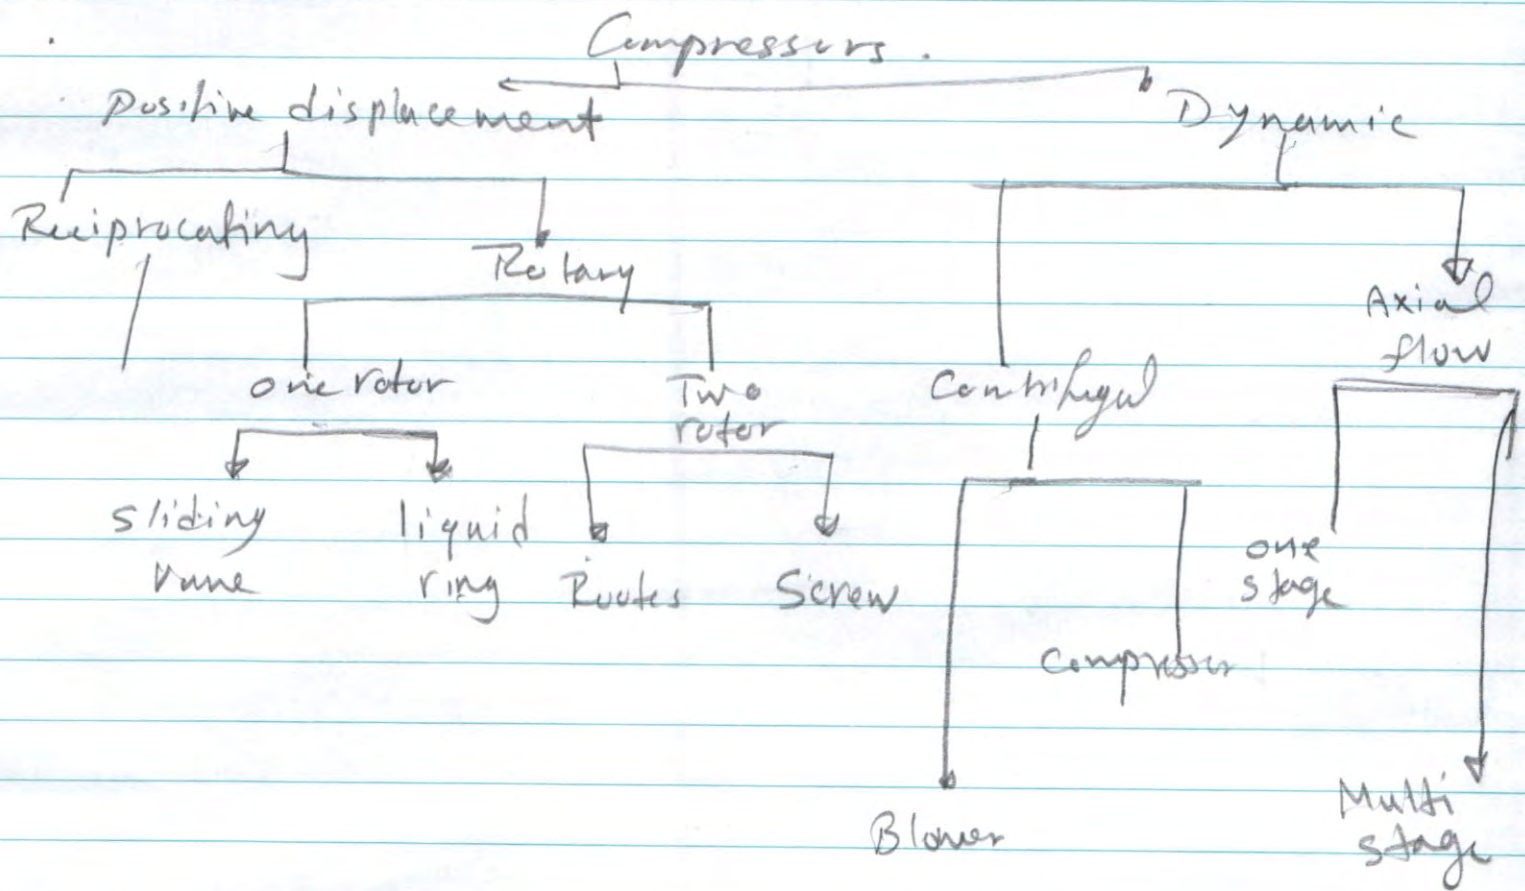 Compressors.
Positive displacement
Dynamic
Reciprocating
Rotary
Axial
flow
one rotor
Two
rotor
Centrifugal
sliding
vane
liquid
ring
Rootes
Screw
one
stage
Compressor
Blower
Multi
stage